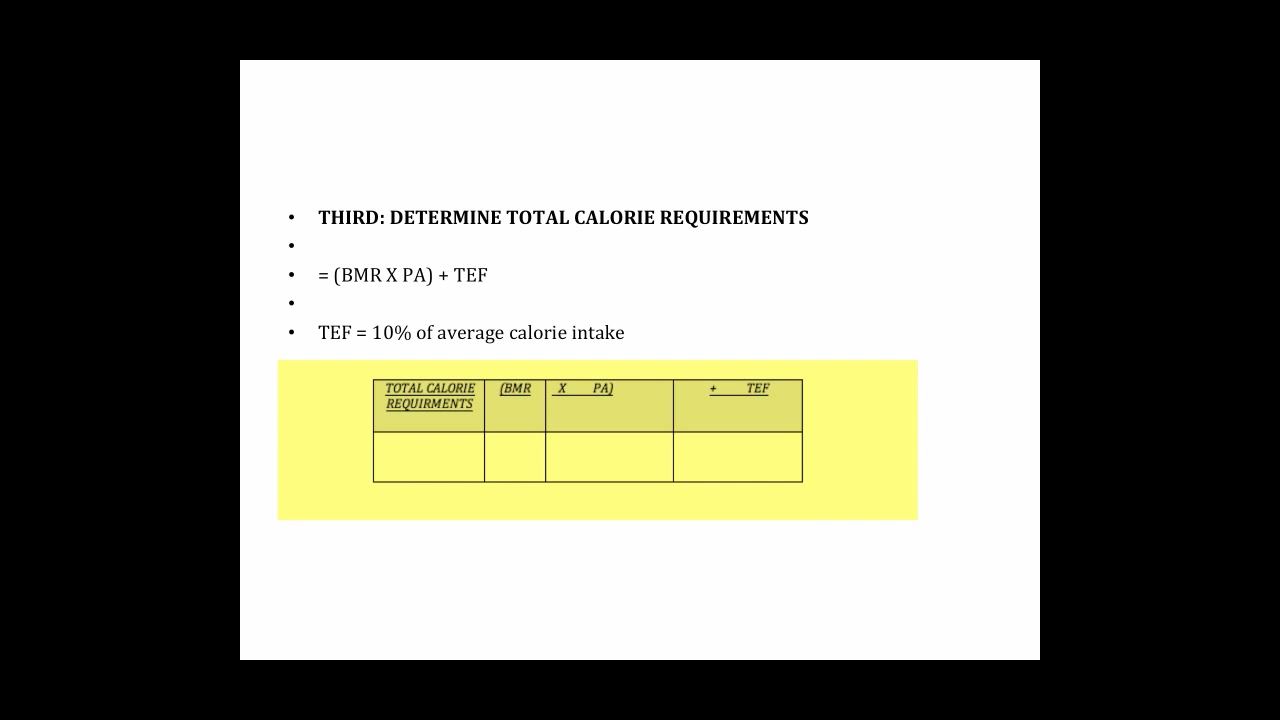 • THIRD: DETERMINE TOTAL CALORIE REQUIREMENTS
•
• = (BMR X PA) + TEF
•
• TEF = 10% of average calorie intake
TOTAL CALORIE (BMR X PA) + TEF
REQUIRMENTS